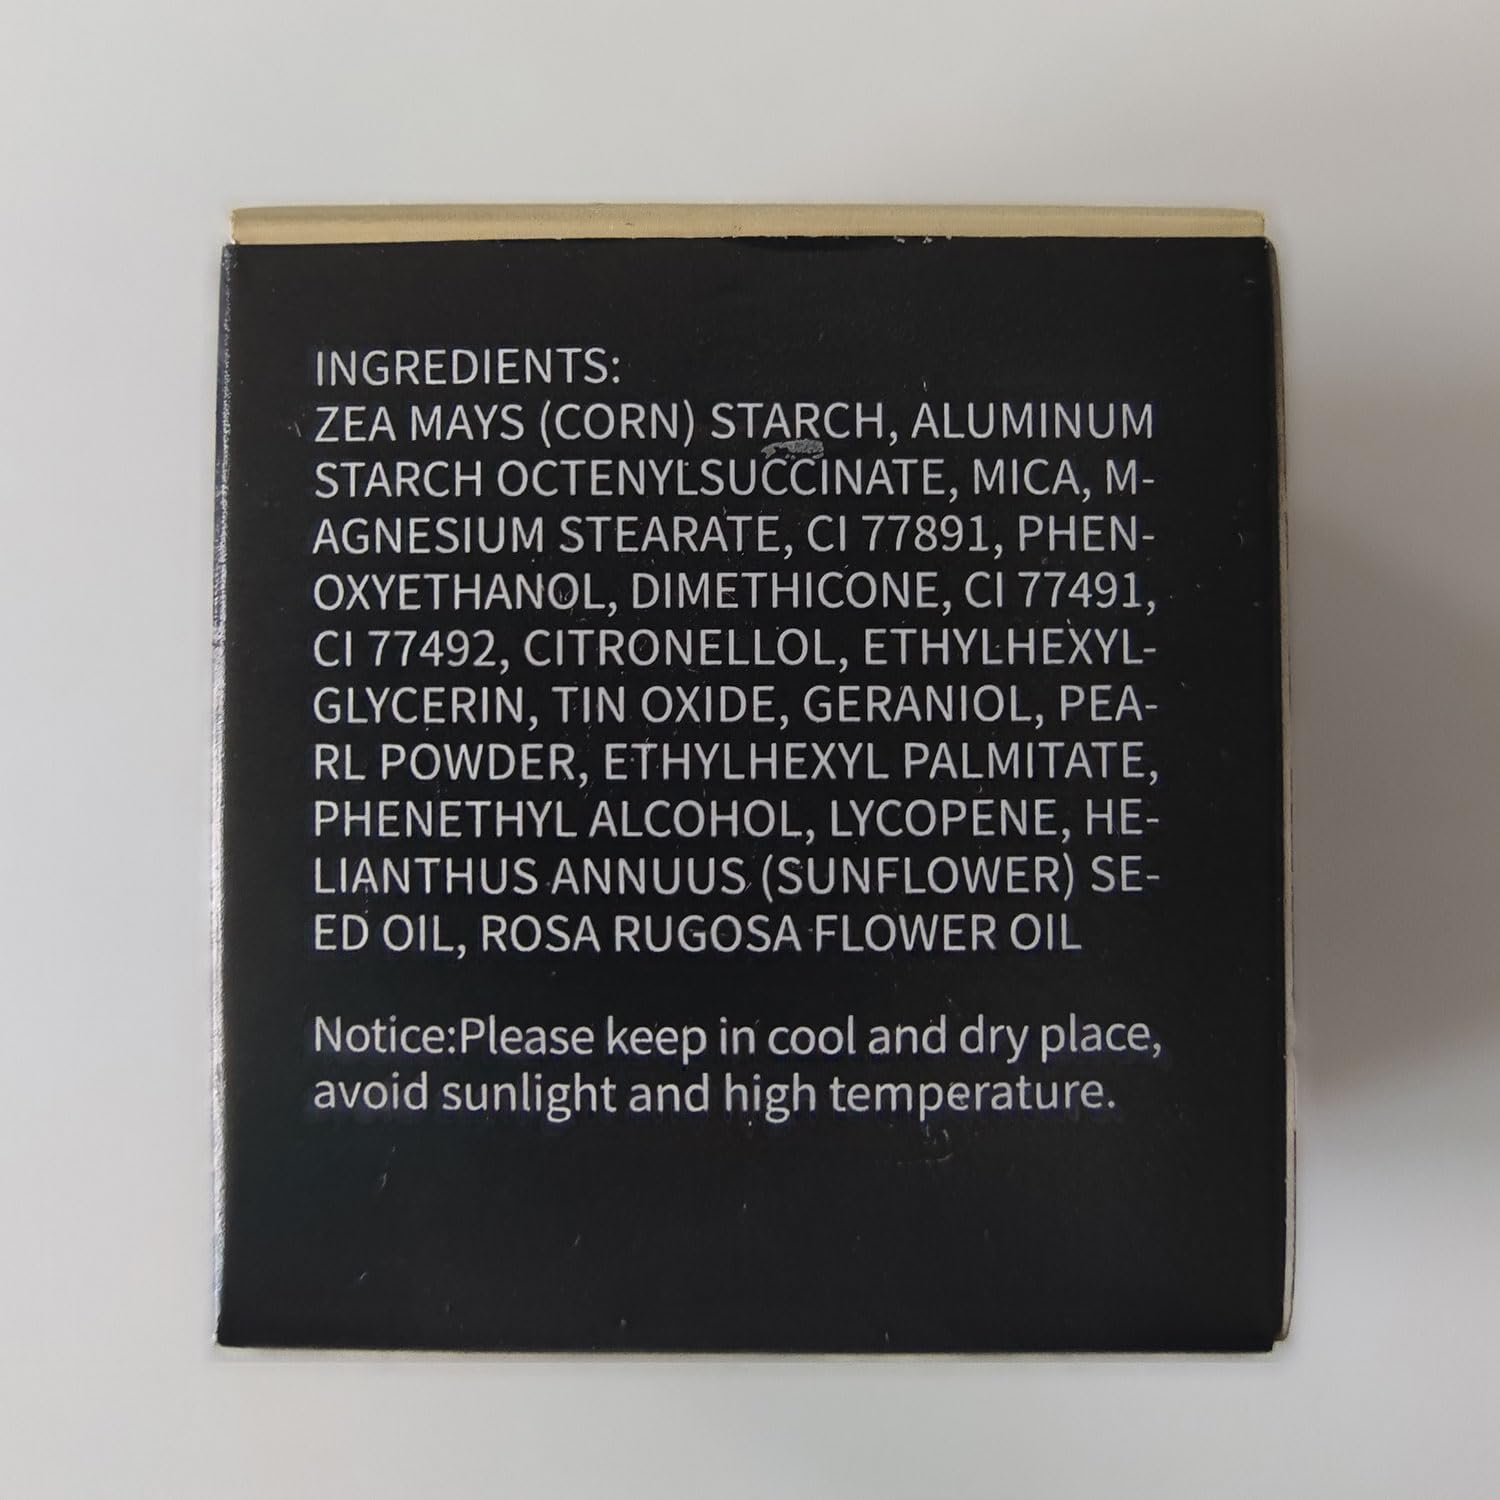 INGREDIENTS:
ZEA MAYS (CORN) STARCH, ALUMINUM
STARCH OCTENYLSUCCINATE, MICA, M-
AGNESIUM STEARATE, CI 77891, PHEN-
OXYETHANOL, DIMETHICONE, CI 77491,
CI 77492, CITRONELLOL, ETHYLHEXYL-
GLYCERIN, TIN OXIDE, GERANIOL, PEA-
RL POWDER, ETHYLHEXYL PALMITATE,
PHENETHYL ALCOHOL, LYCOPENE, HE-
LIANTHUS ANNUUS (SUNFLOWER) SE-
ED OIL, ROSA RUGOSA FLOWER OIL
Notice:Please keep in cool and dry place,
avoid sunlight and high temperature.